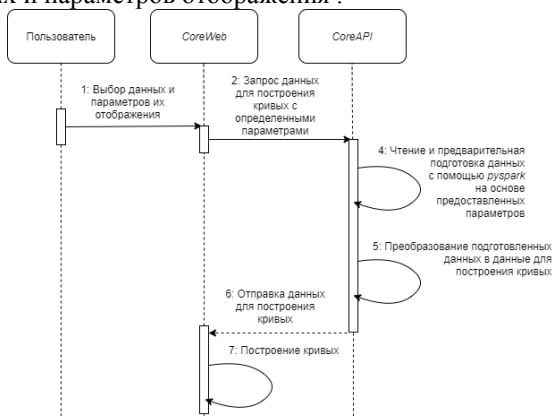 х и параметров отображения .
Пользователь
CoreWeb
CoreAPI
1: Выбор данных и
параметров их
отображения
2: Запрос данных
для построения
кривых с
определенными
параметрами
4: Чтение и предварительная
подготовка данных
с помощью pyspark
на основе
предоставленных
параметров
5: Преобразование подготовленных
данных в данные для
построения кривых
6: Отправка данных
для построения
кривых
7: Построение кривых